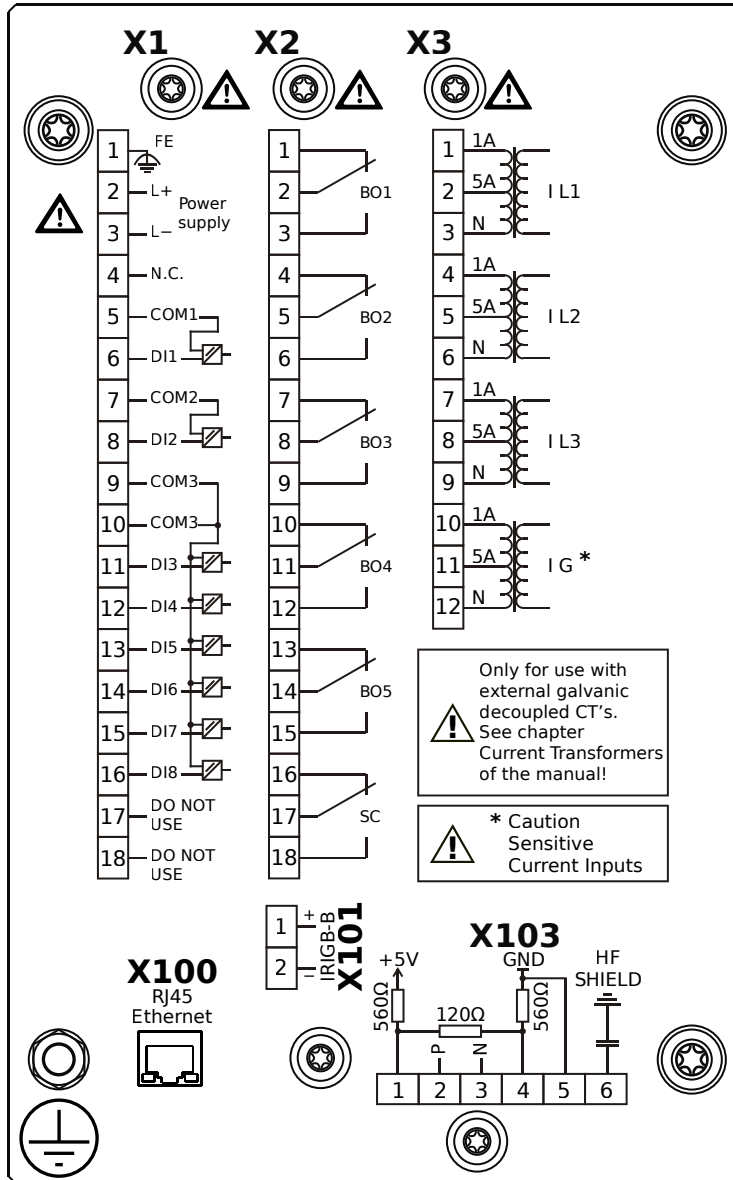 X1
X2
X3
1
FE
2
L+
Power
supply
3
L−
4
N.C.
5
COM1
6
DI1
7
COM2
8
DI2
9
COM3
10
COM3
11
DI3
12
DI4
13
DI5
14
DI6
15
DI7
16
DI8
17
DO NOT
USE
18
DO NOT
USE
1
2
BO1
3
4
5
BO2
6
7
8
BO3
9
10
11
BO4
12
13
14
BO5
15
16
17
SC
18
1
1A
2
5A
I L1
3
N
4
1A
5
5A
I L2
6
N
7
1A
8
5A
I L3
9
N
10
1A
11
5A
I G *
12
N
! Only for use with
external galvanic
decoupled CT's.
See chapter
Current Transformers
of the manual!
* Caution
Sensitive
Current Inputs
X100
RJ45
Ethernet
1
+
2
−
IRIGB-B
X101
X103
+5V
GND
HF
SHIELD
560Ω
120Ω
560Ω
P
N
1
2
3
4
5
6